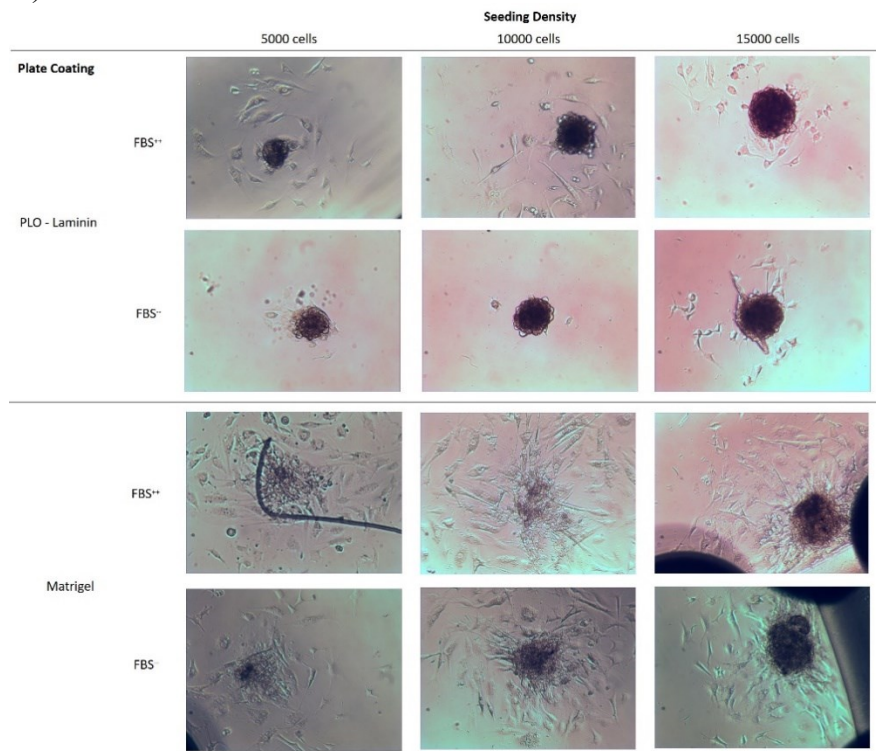 Seeding Density
5000 cells 10000 cells 15000 cells
Plate Coating
FBS⁺⁺
PLO - Laminin
FBS⁻⁻
FBS⁺⁺
Matrigel
FBS⁻